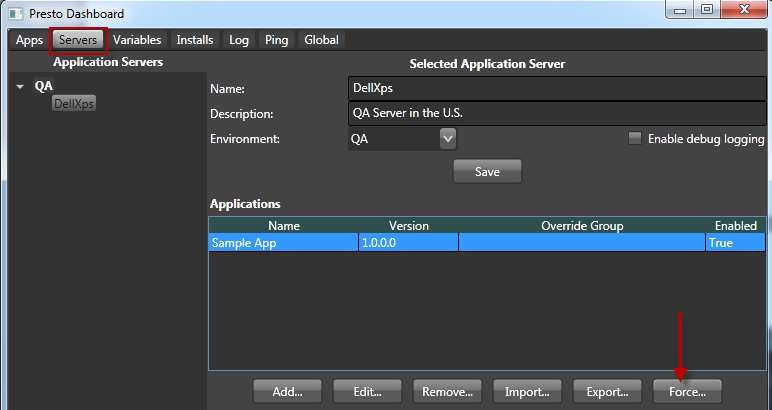 Presto Dashboard
Apps Servers Variables Installs Log Ping Global
Application Servers
QA
DellXps
Selected Application Server
Name: DellXps
Description: QA Server in the U.S.
Environment: QA Enable debug logging
Save
Applications
Name Version Override Group Enabled
Sample App 1.0.0.0 True
Add... Edit... Remove... Import... Export... Force...